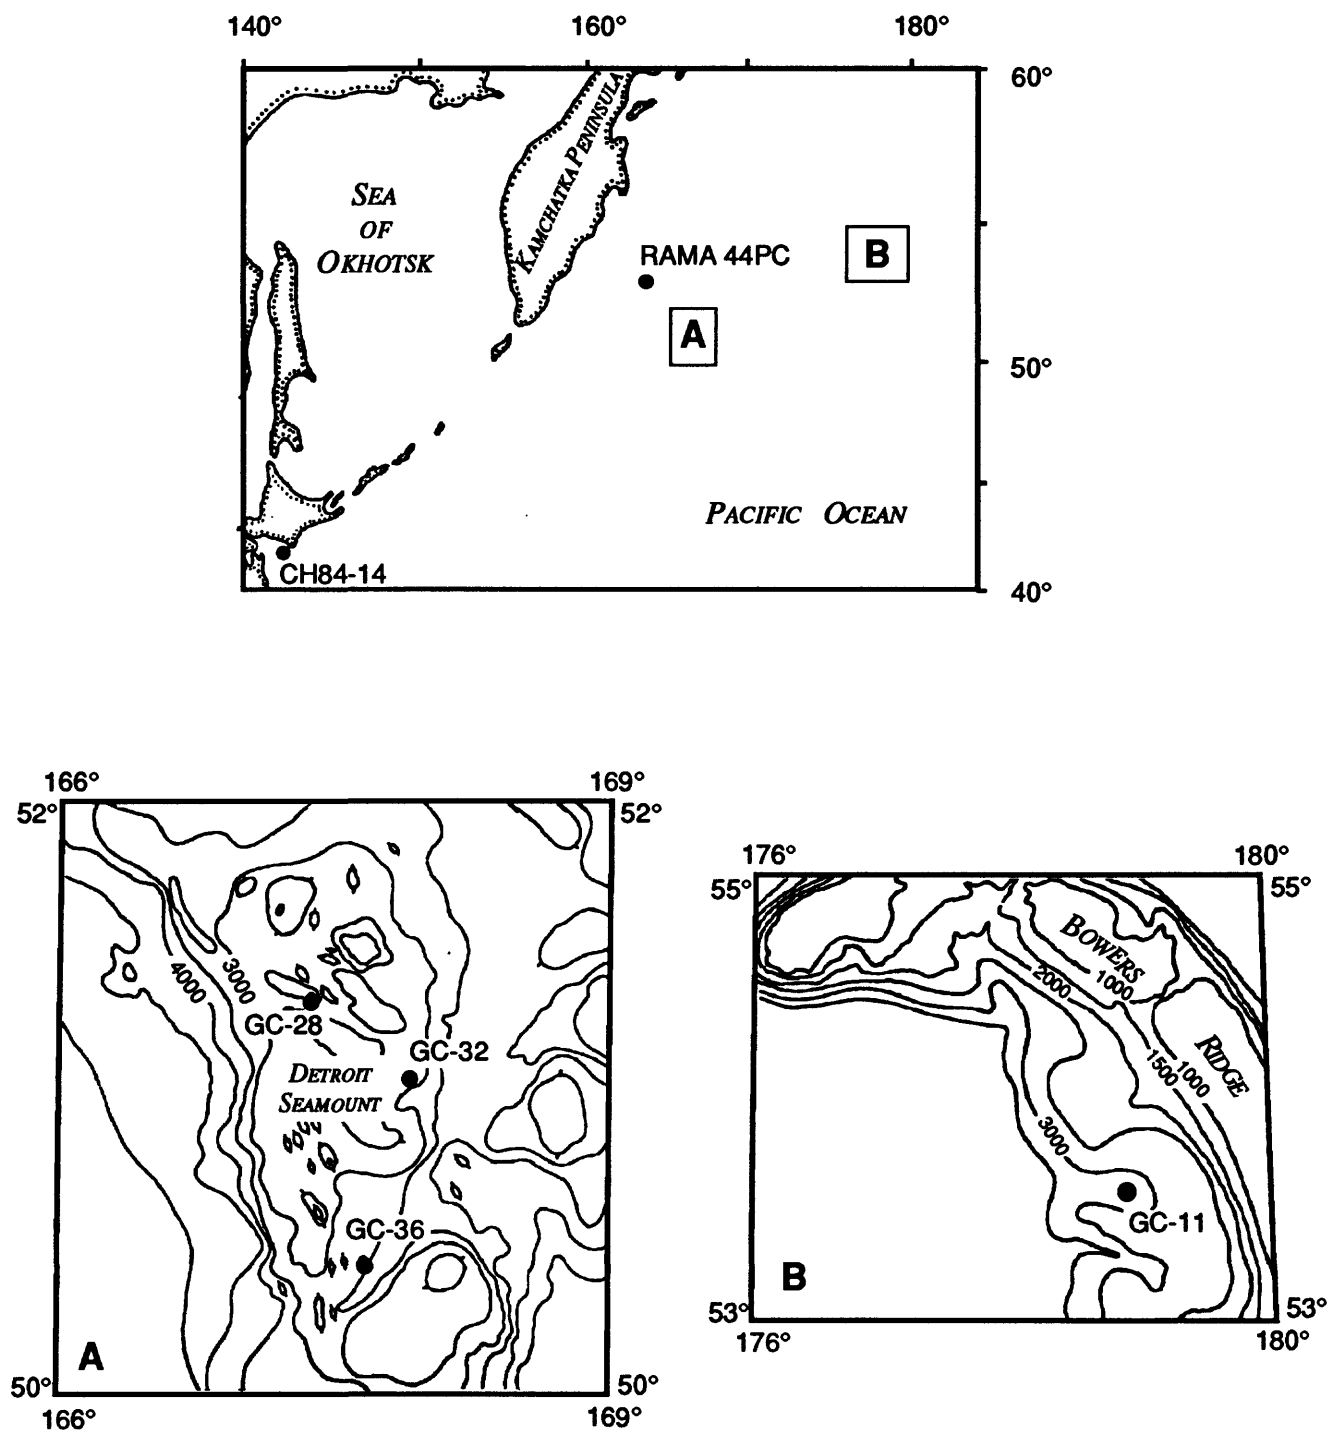 140° 160° 180°
60°
KAMCHATKA PENINSULA
SEA
OF
OKHOTSK
RAMA 44PC
B
A
50°
PACIFIC OCEAN
CH84-14
40°
166° 169°
52° 52°
4000
3000
GC-28
GC-32
DETROIT
SEAMOUNT
GC-36
A
50° 50°
166° 169°
176° 180°
55° 55°
BOWERS
RIDGE
2000
1000
1500
1000
3000
GC-11
B
53° 53°
176° 180°